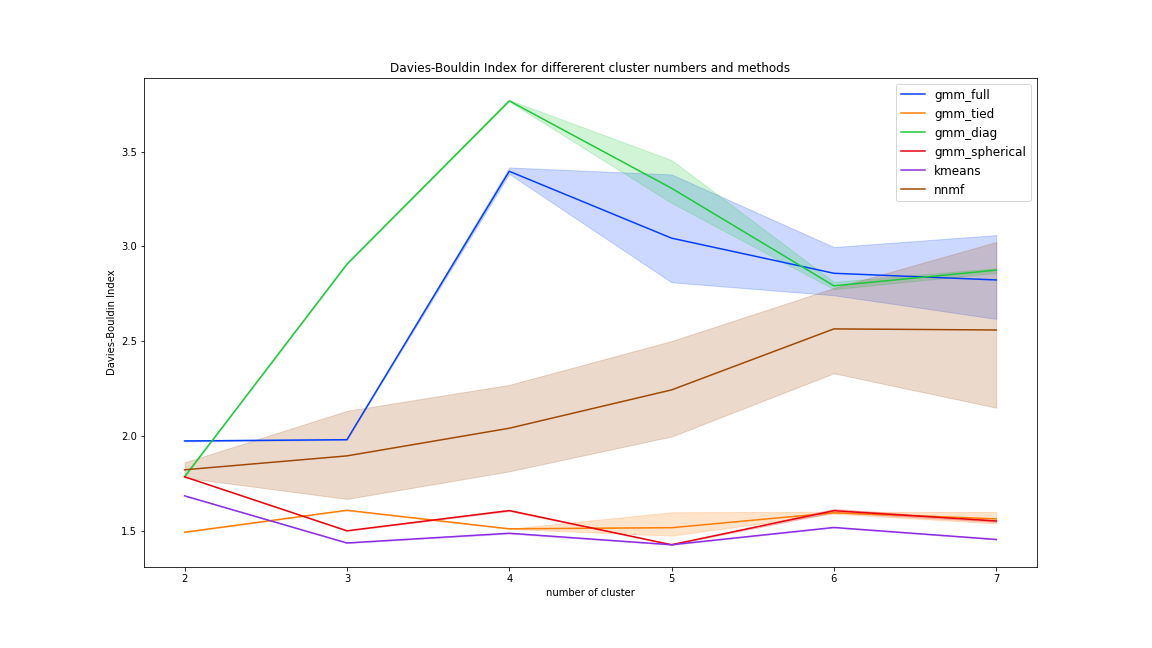 Davies-Bouldin Index for differerent cluster numbers and methods
gmm_full
gmm_tied
gmm_diag
gmm_spherical
kmeans
nnmf
Davies-Bouldin Index
3.5
3.0
2.5
2.0
1.5
2 3 4 5 6 7
number of cluster